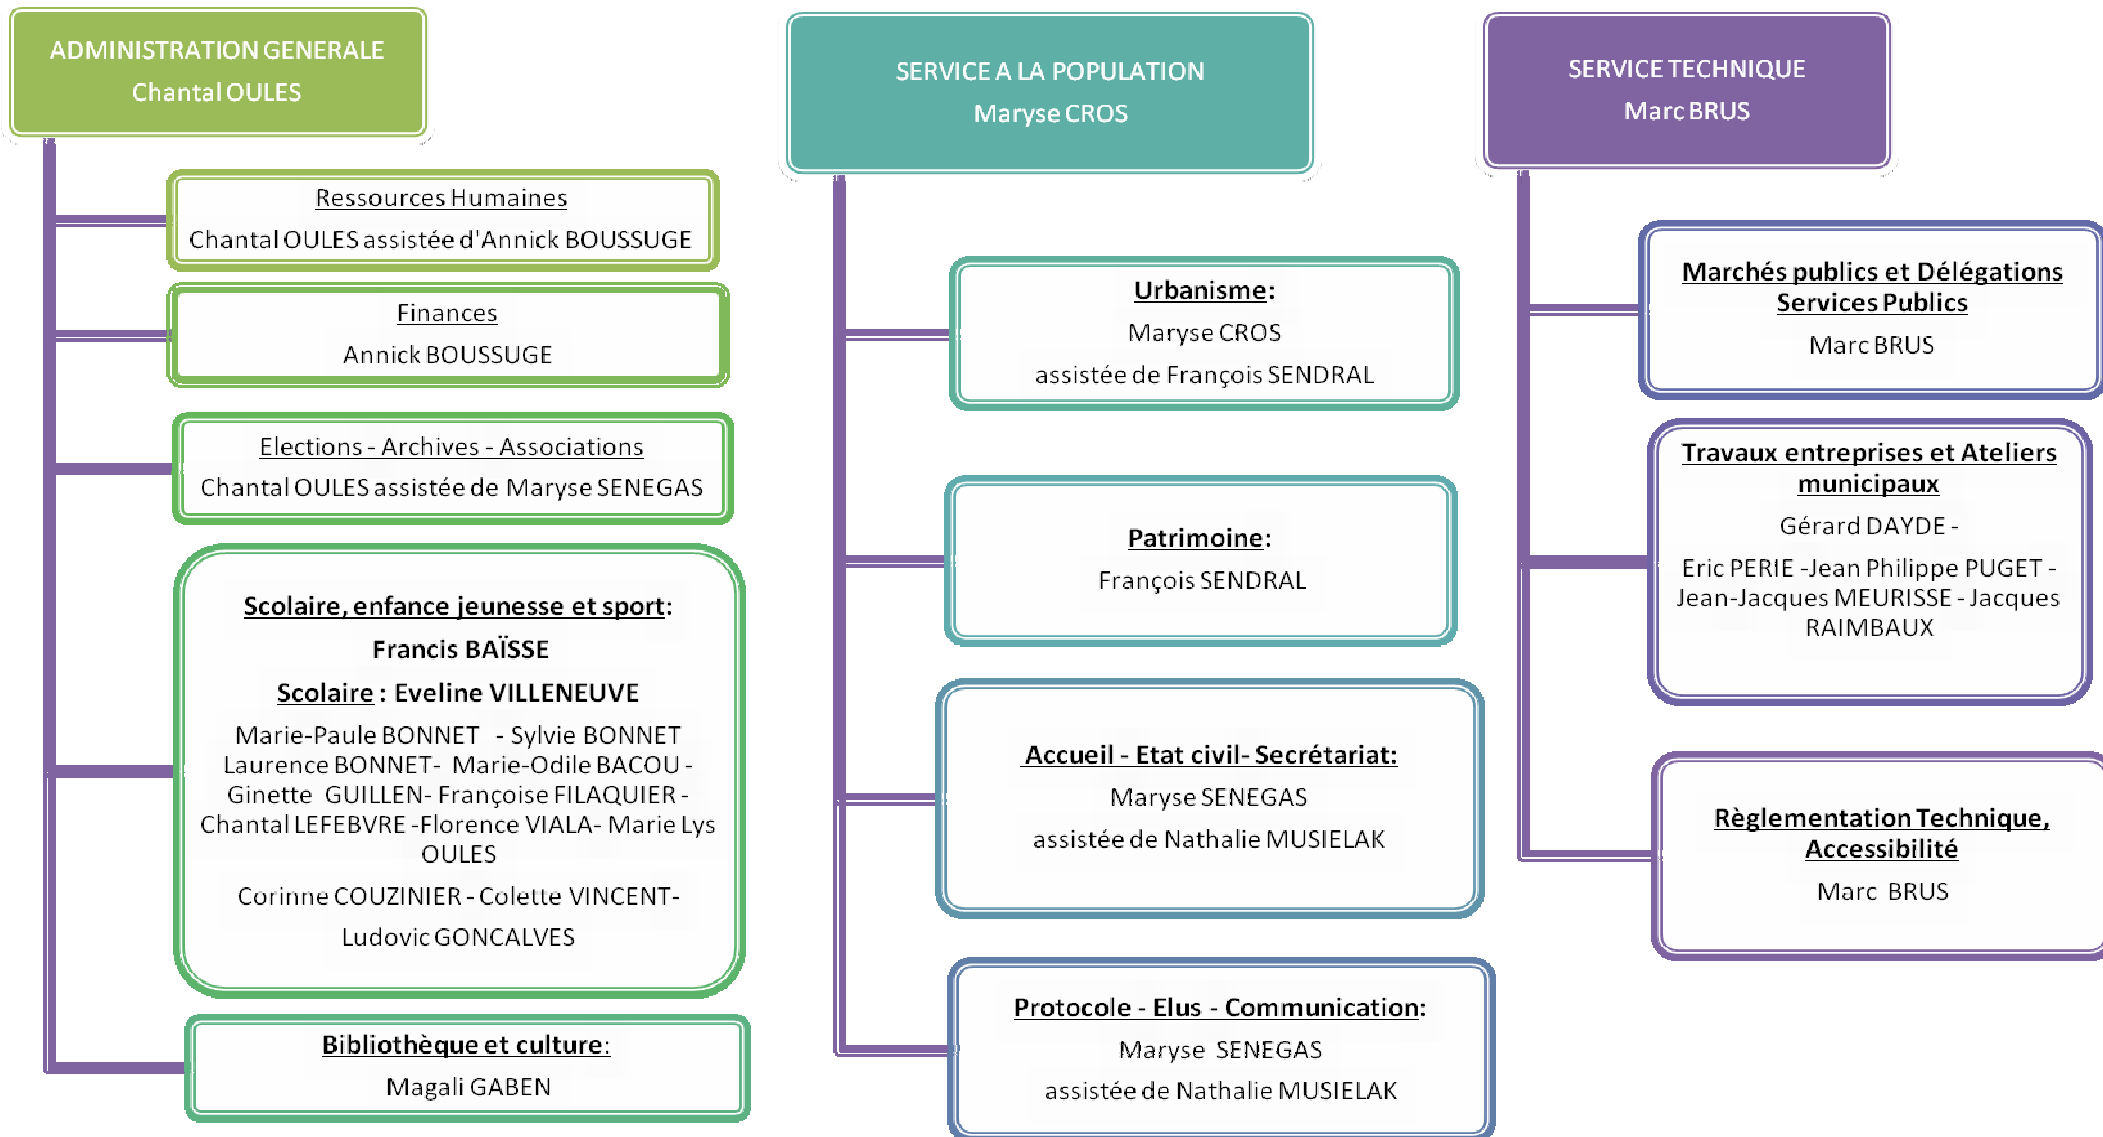 ADMINISTRATION GENERALE
Chantal OULES
Ressources Humaines
Chantal OULES assistée d'Annick BOUSSUGE
Finances
Annick BOUSSUGE
Elections - Archives - Associations
Chantal OULES assistée de Maryse SENEGAS
Scolaire, enfance jeunesse et sport:
Francis BAÏSSE
Scolaire : Eveline VILLENEUVE
Marie-Paule BONNET - Sylvie BONNET
Laurence BONNET- Marie-Odile BACOU -
Ginette GUILLEN- Françoise FILAQUIER -
Chantal LEFEBVRE -Florence VIALA- Marie Lys
OULES
Corinne COUZINIER - Colette VINCENT-
Ludovic GONCALVES
Bibliothèque et culture:
Magali GABEN
SERVICE A LA POPULATION
Maryse CROS
Urbanisme:
Maryse CROS
assistée de François SENDRAL
Patrimoine:
François SENDRAL
Accueil - Etat civil- Secrétariat:
Maryse SENEGAS
assistée de Nathalie MUSIELAK
Protocole - Elus - Communication:
Maryse SENEGAS
assistée de Nathalie MUSIELAK
SERVICE TECHNIQUE
Marc BRUS
Marchés publics et Délégations
Services Publics
Marc BRUS
Travaux entreprises et Ateliers
municipaux
Gérard DAYDE -
Eric PERIE -Jean Philippe PUGET -
Jean-Jacques MEURISSE - Jacques
RAIMBAUX
Règlementation Technique,
Accessibilité
Marc BRUS